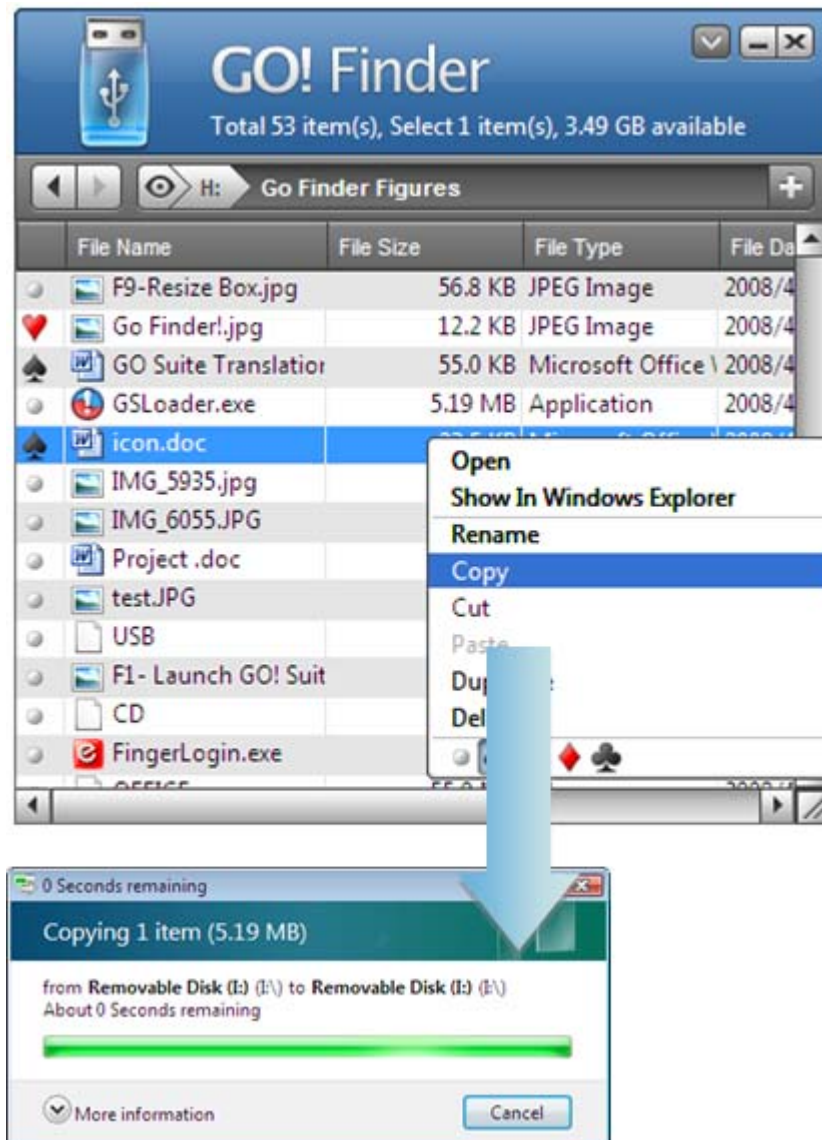 GO! Finder
Total 53 item(s), Select 1 item(s), 3.49 GB available
H: Go Finder Figures
File Name File Size File Type File Da
F9-Resize Box.jpg 56.8 KB JPEG Image 2008/4
Go Finder!.jpg 12.2 KB JPEG Image 2008/4
GO Suite Translation 55.0 KB Microsoft Office 2008/4
GSLoader.exe 5.19 MB Application 2008/4
icon.doc
Open
IMG_5935.jpg
Show In Windows Explorer
IMG_6055.JPG
Rename
Project .doc
Copy
test.JPG
Cut
USB
Paste
F1- Launch GO! Suit
CD
Del
FingerLogin.exe
0 Seconds remaining
Copying 1 item (5.19 MB)
from Removable Disk (I:) (I:\) to Removable Disk (I:) (I:\)
About 0 Seconds remaining
More information Cancel